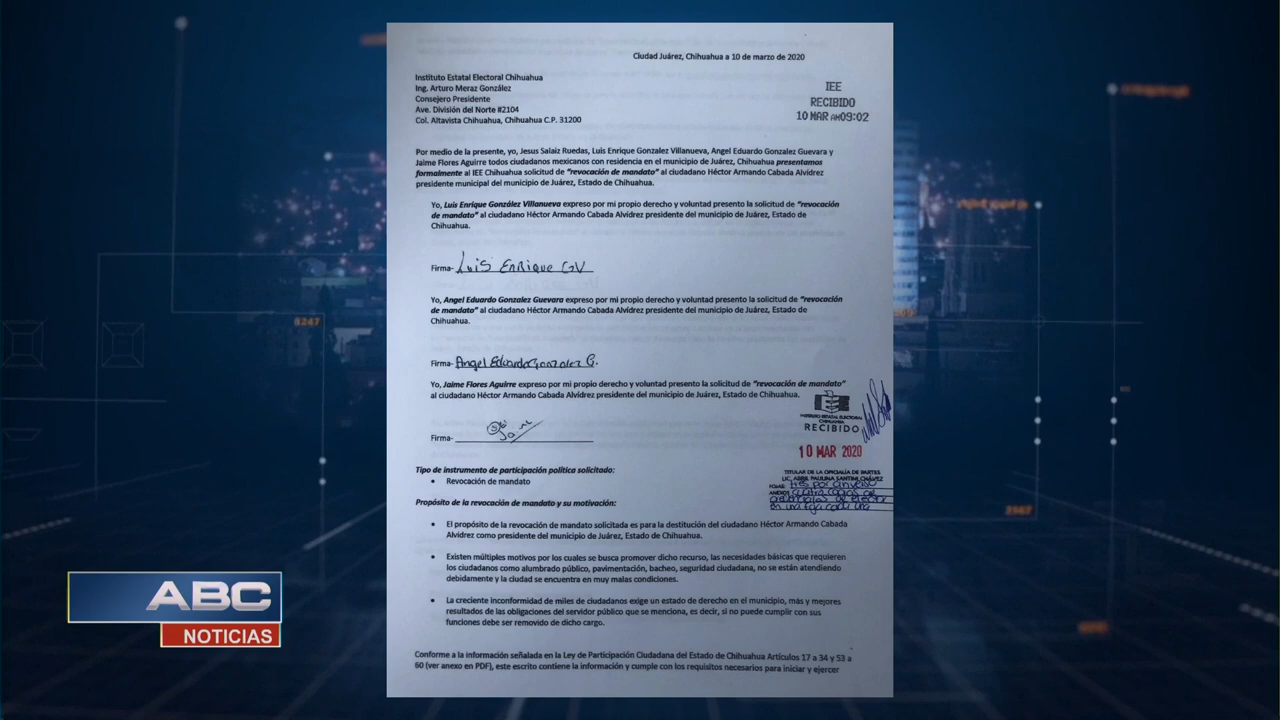 Ciudad Juárez, Chihuahua a 10 de marzo de 2020
Instituto Estatal Electoral Chihuahua
Ing. Arturo Meraz González
Consejero Presidente
Ave. División del Norte #2104
Col. Altavista Chihuahua, Chihuahua C.P. 31200
IEE
RECIBIDO
10 MAR AM 09:02
Por medio de la presente, yo, Jesus Salaiz Ruedas, Luis Enrique Gonzalez Villanueva, Angel Eduardo Gonzalez Guevara y
Jaime Flores Aguirre todos ciudadanos mexicanos con residencia en el municipio de Juárez, Chihuahua presentamos
formalmente al IEE Chihuahua solicitud de "revocación de mandato" al ciudadano Héctor Armando Cabada Alvídrez
presidente municipal del municipio de Juárez, Estado de Chihuahua.
Yo, Luis Enrique González Villanueva expreso por mi propio derecho y voluntad presento la solicitud de "revocación
de mandato" al ciudadano Héctor Armando Cabada Alvídrez presidente del municipio de Juárez, Estado de
Chihuahua.
Firma- Luis Enrique GV
Yo, Angel Eduardo Gonzalez Guevara expreso por mi propio derecho y voluntad presento la solicitud de "revocación
de mandato" al ciudadano Héctor Armando Cabada Alvídrez presidente del municipio de Juárez, Estado de
Chihuahua.
Firma- Angel Eduardo Gonzalez G.
Yo, Jaime Flores Aguirre expreso por mi propio derecho y voluntad presento la solicitud de "revocación de mandato"
al ciudadano Héctor Armando Cabada Alvídrez presidente del municipio de Juárez, Estado de Chihuahua.
Firma-
INSTITUTO ESTATAL ELECTORAL
CHIHUAHUA
RECIBIDO
10 MAR 2020
TITULAR DE LA OFICIALÍA DE PARTES
Tipo de instrumento de participación política solicitado:
• Revocación de mandato
Propósito de la revocación de mandato y su motivación:
• El propósito de la revocación de mandato solicitada es para la destitución del ciudadano Héctor Armando Cabada
Alvídrez como presidente del municipio de Juárez, Estado de Chihuahua.
• Existen múltiples motivos por los cuales se busca promover dicho recurso, las necesidades básicas que requieren
los ciudadanos como alumbrado público, pavimentación, bacheo, seguridad ciudadana, no se están atendiendo
debidamente y la ciudad se encuentra en muy malas condiciones.
• La creciente inconformidad de miles de ciudadanos exige un estado de derecho en el municipio, más y mejores
resultados de las obligaciones del servidor público que se menciona, es decir, si no puede cumplir con sus
funciones debe ser removido de dicho cargo.
Conforme a la información señalada en la Ley de Participación Ciudadana del Estado de Chihuahua Artículos 17 a 34 y 53 a
60 (ver anexo en PDF), este escrito contiene la información y cumple con los requisitos necesarios para iniciar y ejercer
ABC
NOTICIAS